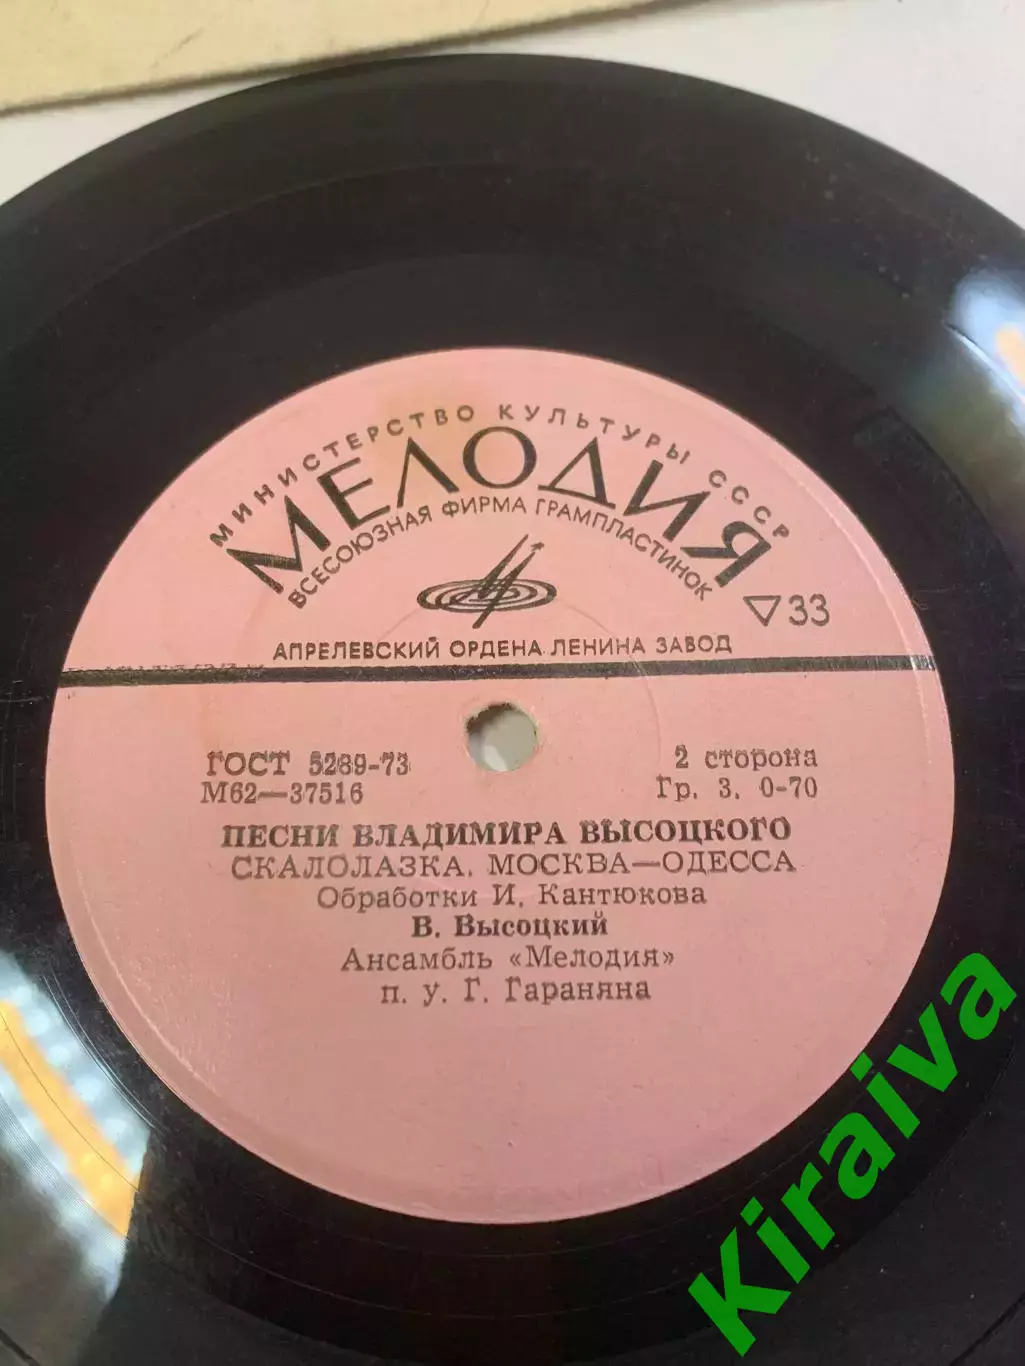 МИНИСТЕРСТВО КУЛЬТУРЫ СССР
МЕЛОДИЯ
ВСЕСОЮЗНАЯ ФИРМА ГРАМПЛАСТИНОК
▽33
АПРЕЛЕВСКИЙ ОРДЕНА ЛЕНИНА ЗАВОД
ГОСТ 5289-73 2 сторона
М62—37516 Гр. 3. 0-70
ПЕСНИ ВЛАДИМИРА ВЫСОЦКОГО
СКАЛОЛАЗКА. МОСКВА—ОДЕССА
Обработки И. Кантюкова
В. Высоцкий
Ансамбль «Мелодия»
п. у. Г. Гараняна
Kiraiva